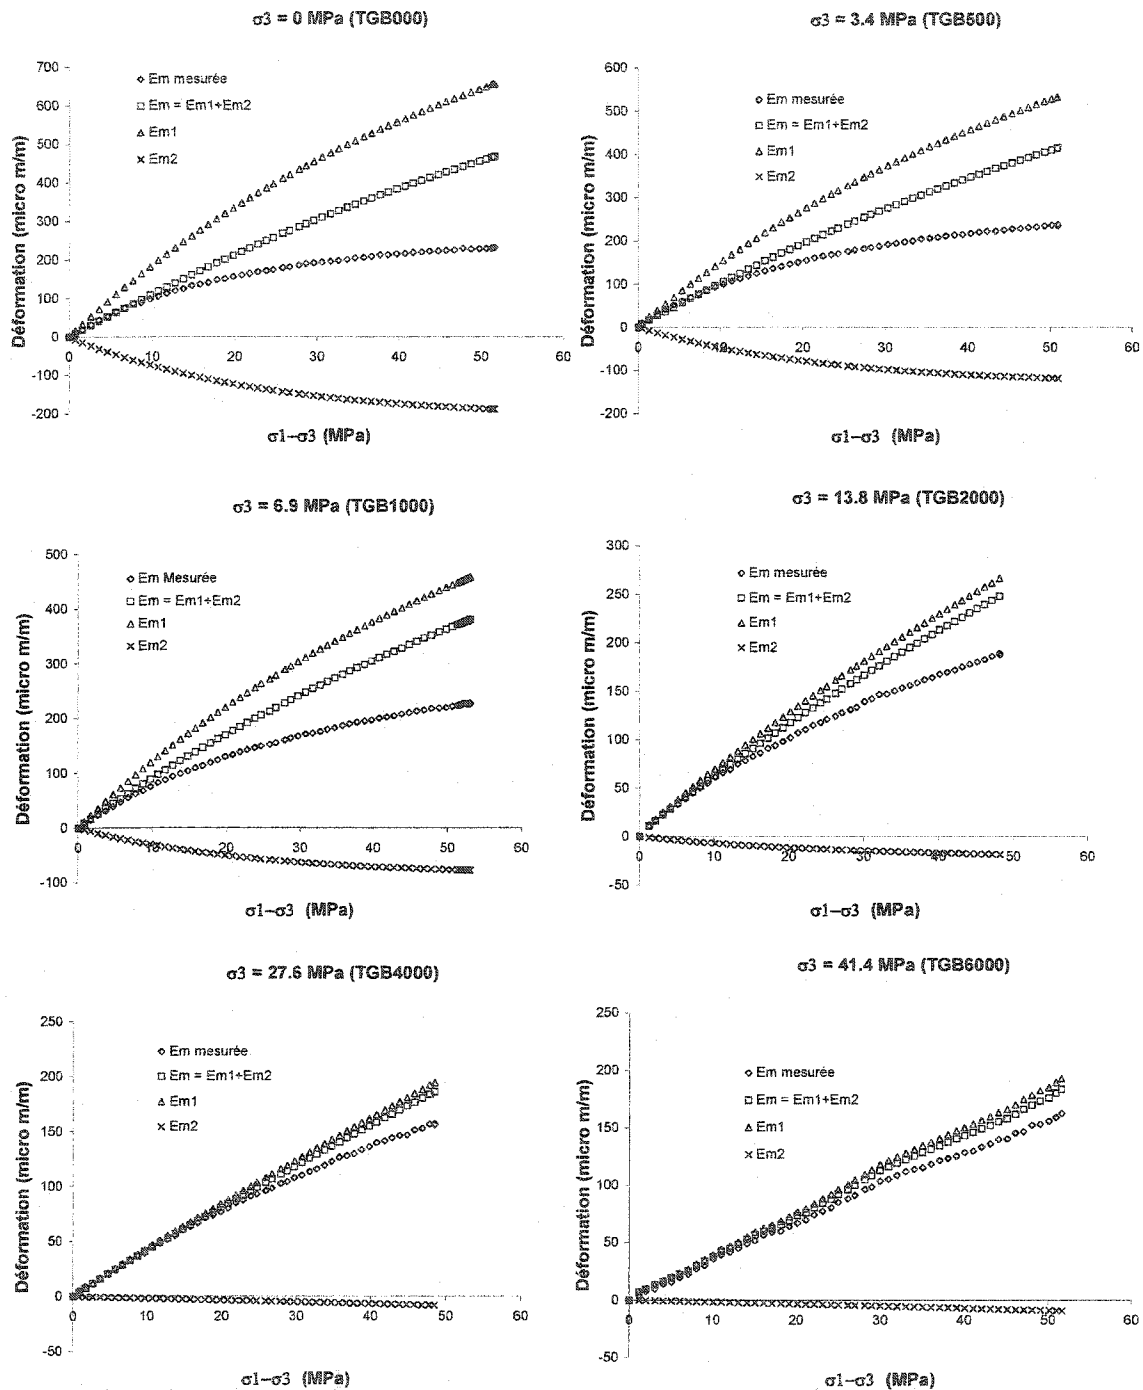 σ3 = 0 MPa (TGB000)
Déformation (micro m/m)
700
600
500
400
300
200
100
0
-100
-200
Em mesurée
Em = Em1+Em2
Em1
Em2
0 10 20 30 40 50 60
σ1–σ3 (MPa)
σ3 = 3.4 MPa (TGB500)
Déformation (micro m/m)
600
500
400
300
200
100
0
-100
-200
Em mesurée
Em = Em1+Em2
Em1
Em2
0 10 20 30 40 50 60
σ1–σ3 (MPa)
σ3 = 6.9 MPa (TGB1000)
Déformation (micro m/m)
500
400
300
200
100
0
-100
Em Mesurée
Em = Em1+Em2
Em1
Em2
0 10 20 30 40 50 60
σ1–σ3 (MPa)
σ3 = 13.8 MPa (TGB2000)
Déformation (micro m/m)
300
250
200
150
100
50
0
-50
Em mesurée
Em = Em1+Em2
Em1
Em2
0 10 20 30 40 50 60
σ1–σ3 (MPa)
σ3 = 27.6 MPa (TGB4000)
Déformation (micro m/m)
250
200
150
100
50
0
-50
Em mesurée
Em = Em1+Em2
Em1
Em2
0 10 20 30 40 50 60
σ1–σ3 (MPa)
σ3 = 41.4 MPa (TGB6000)
Déformation (micro m/m)
250
200
150
100
50
0
-50
Em mesurée
Em = Em1+Em2
Em1
Em2
0 10 20 30 40 50 60
σ1–σ3 (MPa)